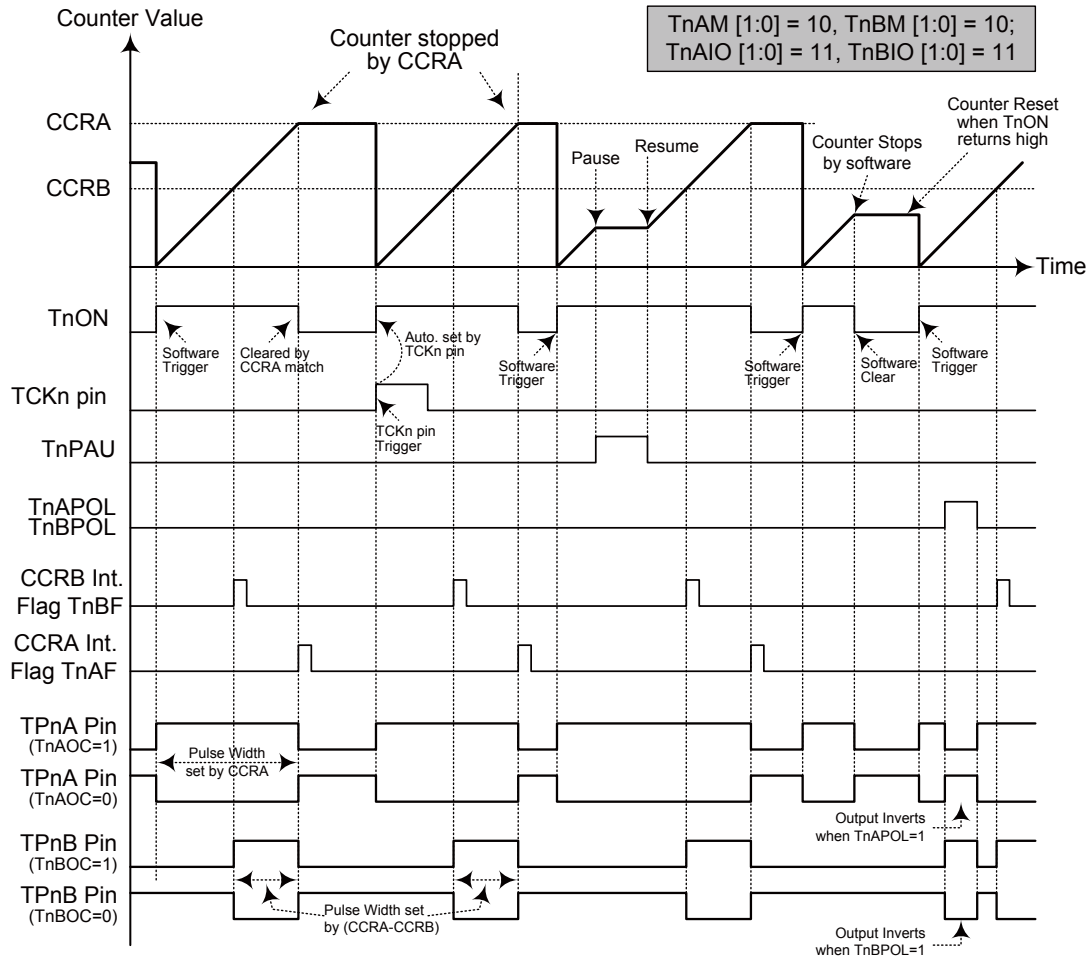 Counter Value
TnAM [1:0] = 10, TnBM [1:0] = 10;
TnAIO [1:0] = 11, TnBIO [1:0] = 11
Counter stopped
by CCRA
Counter Reset
when TnON
returns high
CCRA
Pause
Resume
Counter Stops
by software
CCRB
Time
TnON
Software
Trigger
Cleared by
CCRA match
Auto. set by
TCKn pin
Software
Trigger
Software
Trigger
Software
Clear
Software
Trigger
TCKn pin
TCKn pin
Trigger
TnPAU
TnAPOL
TnBPOL
CCRB Int.
Flag TnBF
CCRA Int.
Flag TnAF
TPnA Pin
(TnAOC=1)
Pulse Width
set by CCRA
TPnA Pin
(TnAOC=0)
Output Inverts
when TnAPOL=1
TPnB Pin
(TnBOC=1)
TPnB Pin
(TnBOC=0)
Pulse Width set
by (CCRA-CCRB)
Output Inverts
when TnBPOL=1